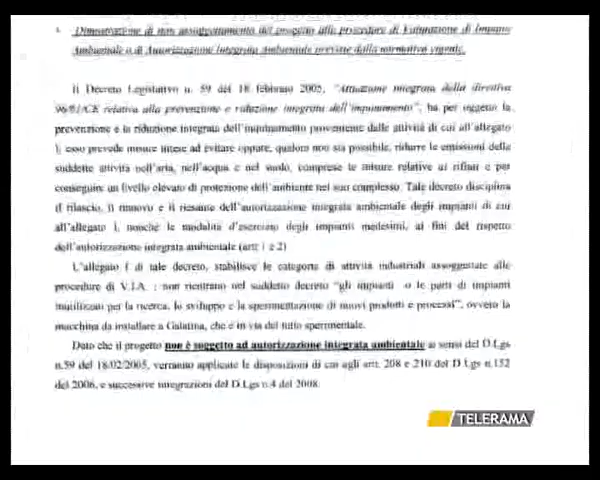 Dimostrazione di non assoggettamento del progetto alle procedure di Valutazione di Impatto
Ambientale o di Autorizzazione Integrata Ambientale previste dalla normativa vigente.
Il Decreto Legislativo n. 59 del 18 febbraio 2005, "Attuazione integrata della direttiva
96/61/CE relativa alla prevenzione e riduzione integrata dell'inquinamento", ha per oggetto la
prevenzione e la riduzione integrata dell'inquinamento proveniente dalle attività di cui all'allegato
I; esso prevede misure intese ad evitare oppure, qualora non sia possibile, ridurre le emissioni delle
suddette attività nell'aria, nell'acqua e nel suolo, comprese le misure relative ai rifiuti e per
conseguire un livello elevato di protezione dell'ambiente nel suo complesso. Tale decreto disciplina
il rilascio, il rinnovo e il riesame dell'autorizzazione integrata ambientale degli impianti di cui
all'allegato I, nonché le modalità d'esercizio degli impianti medesimi, ai fini del rispetto
dell'autorizzazione integrata ambientale (artt 1 e 2)
L'allegato I di tale decreto, stabilisce le categorie di attività industriali assoggettate alle
procedure di V.I.A. : non rientrano nel suddetto decreto "gli impianti o le parti di impianti
inutilizzati per la ricerca, lo sviluppo e la sperimentazione di nuovi prodotti e processi", ovvero la
macchina da installare a Galatina, che è in via del tutto sperimentale.
Dato che il progetto non è soggetto ad autorizzazione integrata ambientale ai sensi del D.Lgs
n.59 del 18/02/2005, verranno applicate le disposizioni di cui agli artt. 208 e 210 del D.Lgs n.152
del 2006, e successive integrazioni del D.Lgs n.4 del 2008.
TELERAMA